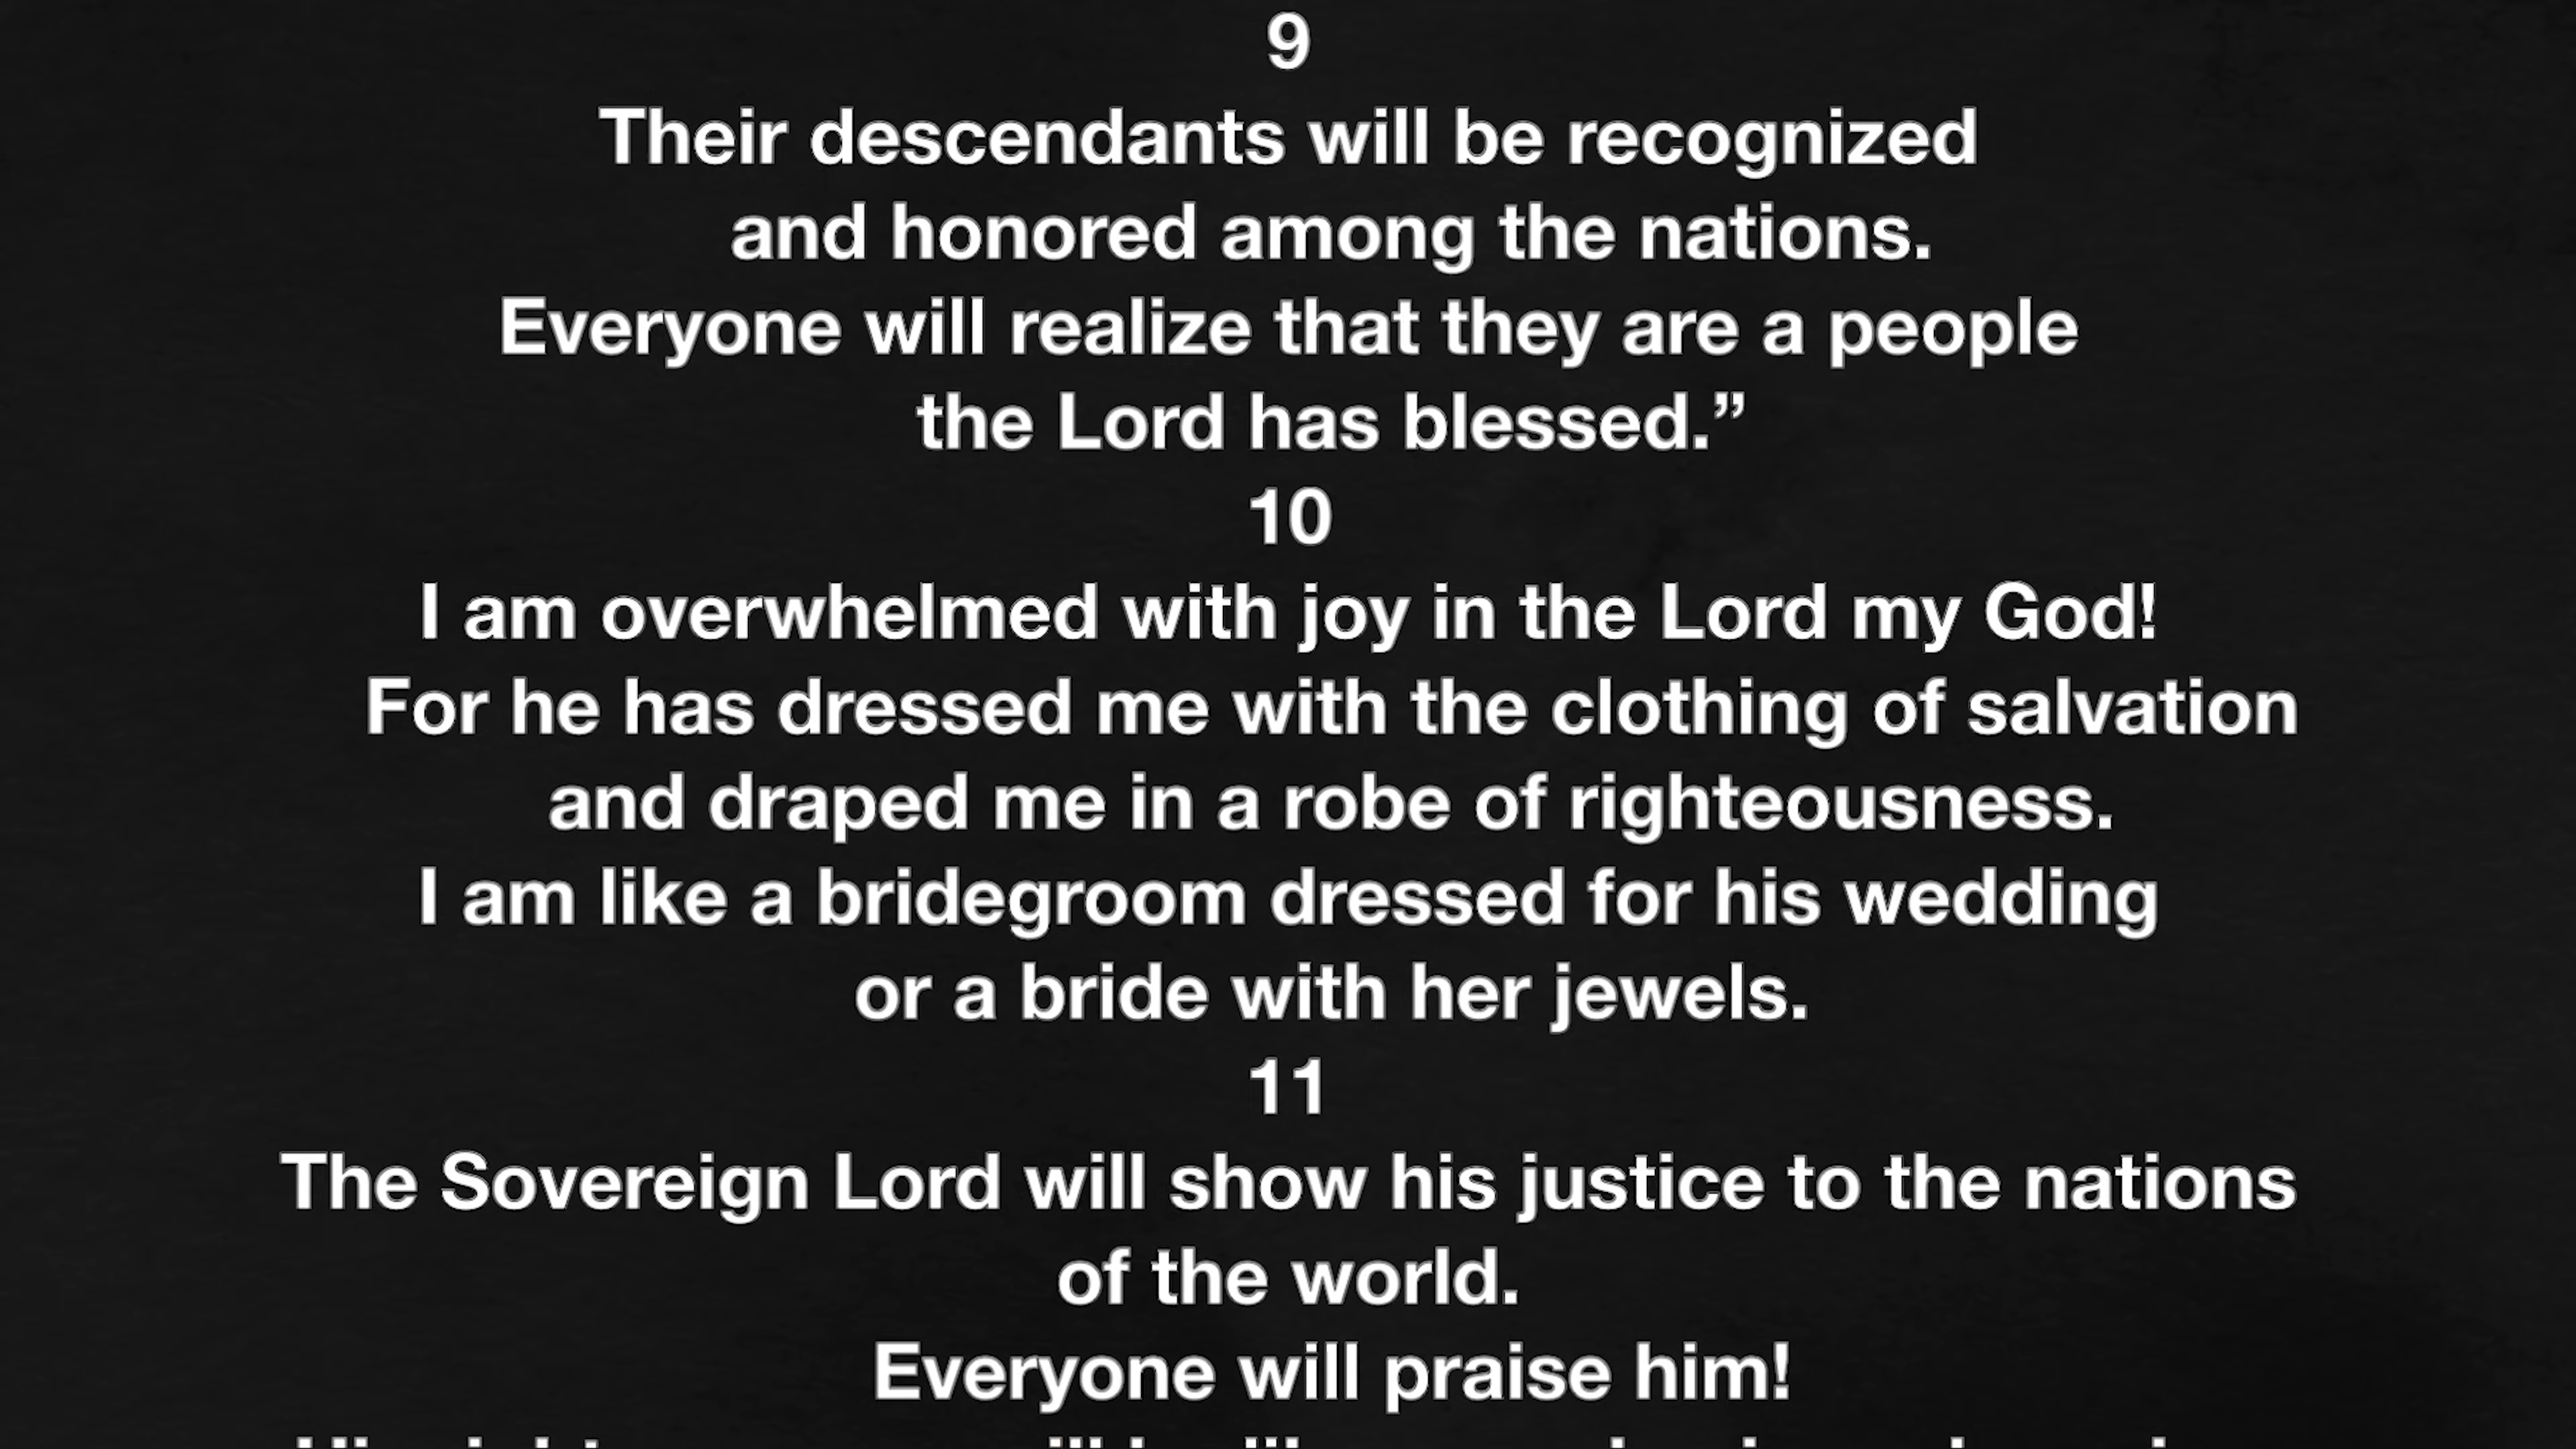 9
Their descendants will be recognized
and honored among the nations.
Everyone will realize that they are a people
the Lord has blessed.”
10
I am overwhelmed with joy in the Lord my God!
For he has dressed me with the clothing of salvation
and draped me in a robe of righteousness.
I am like a bridegroom dressed for his wedding
or a bride with her jewels.
11
The Sovereign Lord will show his justice to the nations
of the world.
Everyone will praise him!